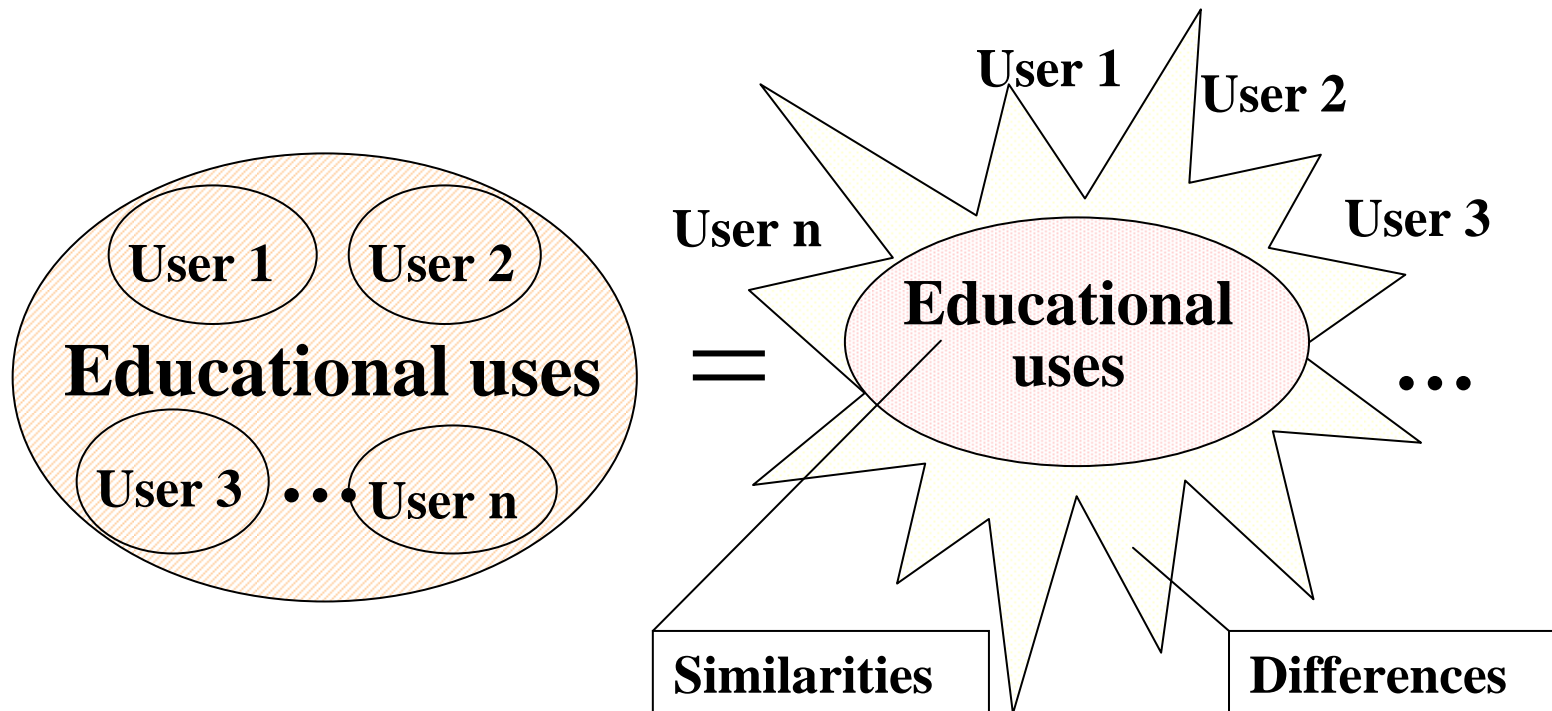 User 1
User 2
Educational uses
User 3
...
User n
=
User 1
User 2
User n
User 3
Educational
uses
...
Similarities
Differences